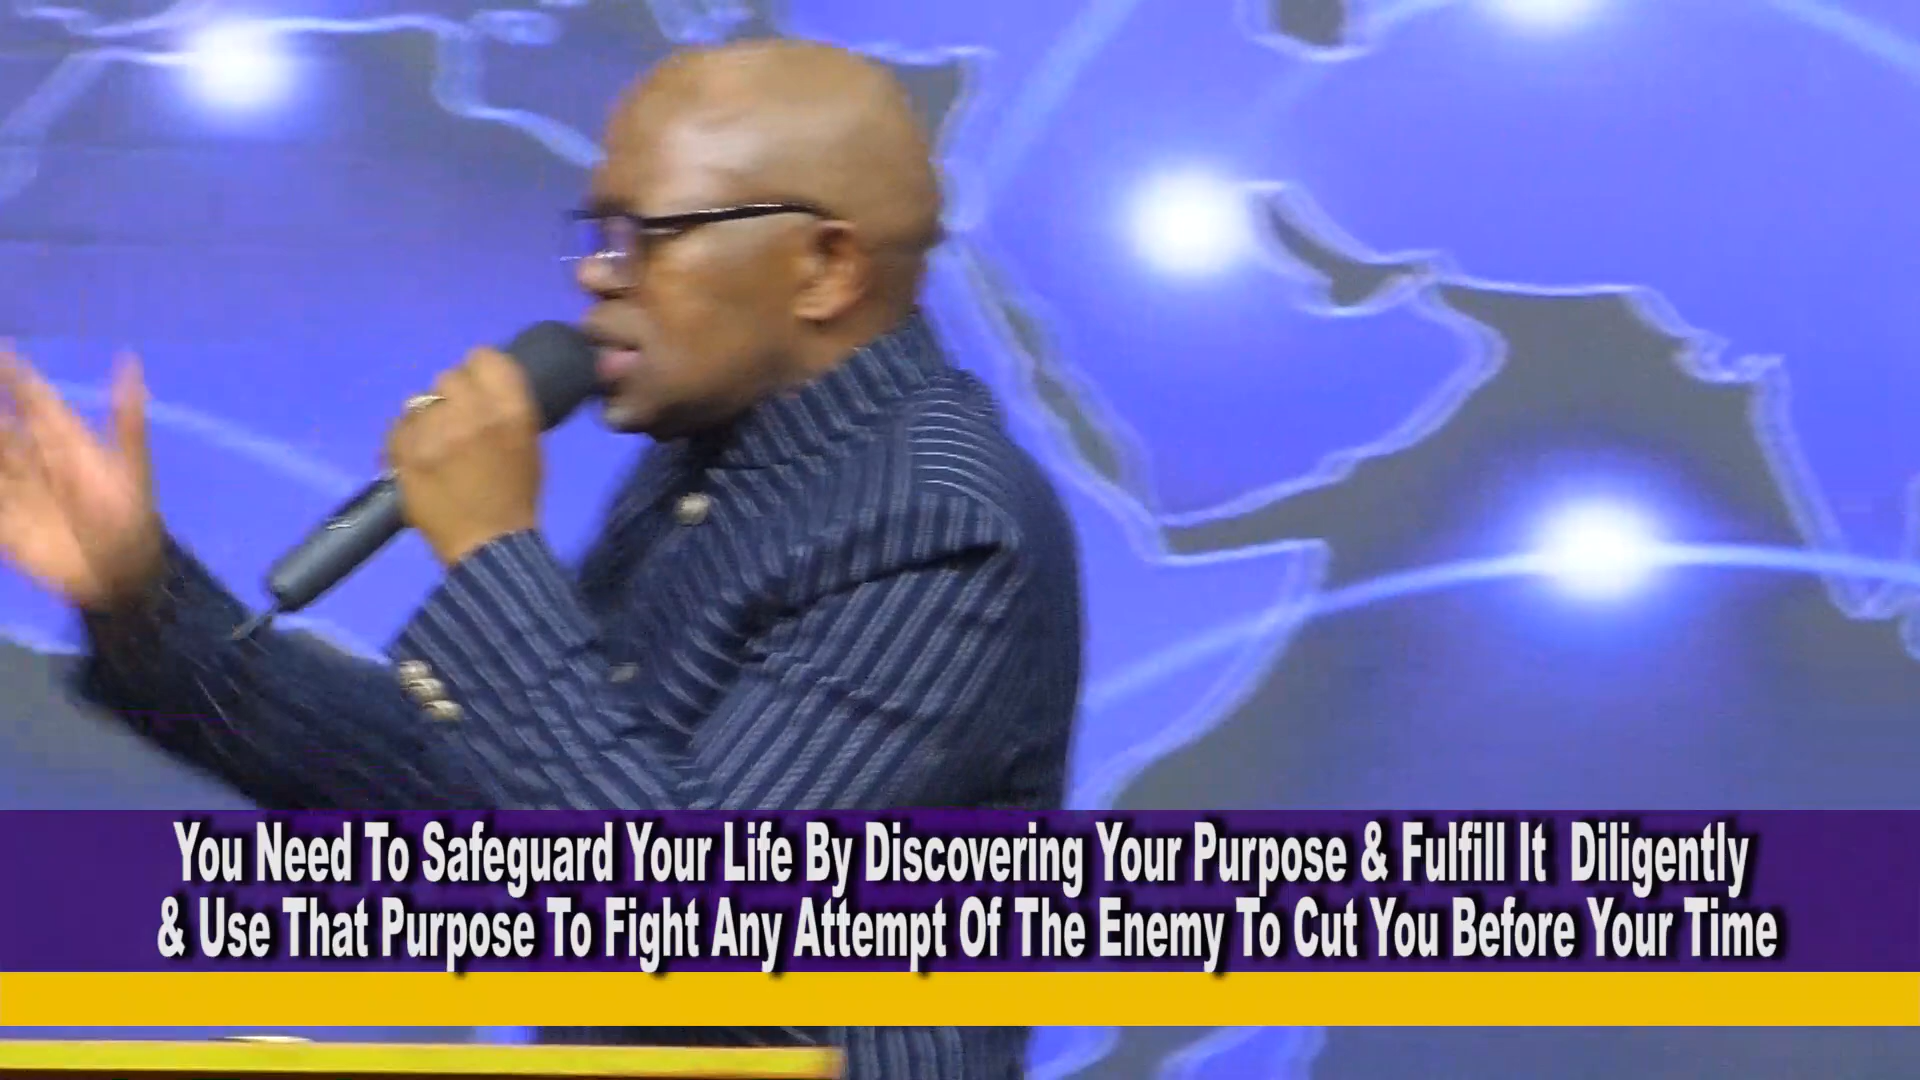 You Need To Safeguard Your Life By Discovering Your Purpose & Fulfill It Diligently
& Use That Purpose To Fight Any Attempt Of The Enemy To Cut You Before Your Time